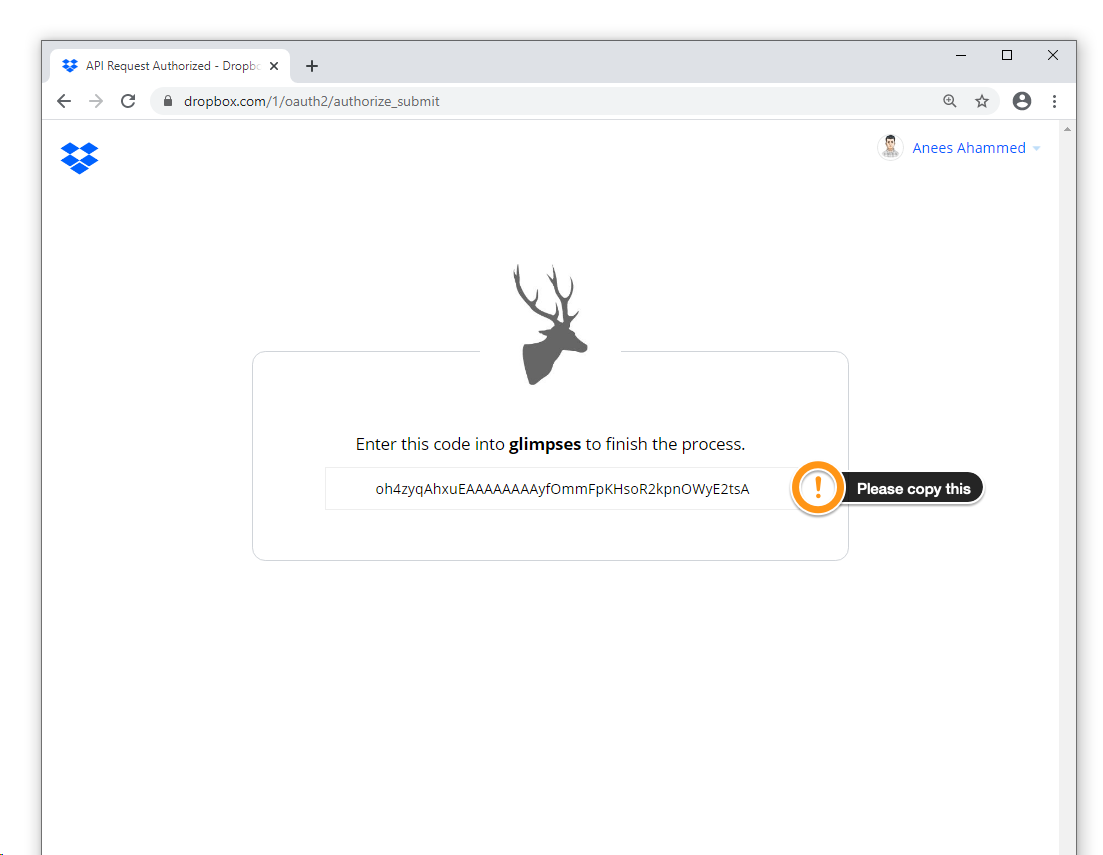 API Request Authorized - Dropbo
dropbox.com/1/oauth2/authorize_submit
Anees Ahammed
Enter this code into glimpses to finish the process.
oh4zyqAhxuEAAAAAAAAyfOmmFpKHsoR2kpnOWyE2tsA
!
Please copy this